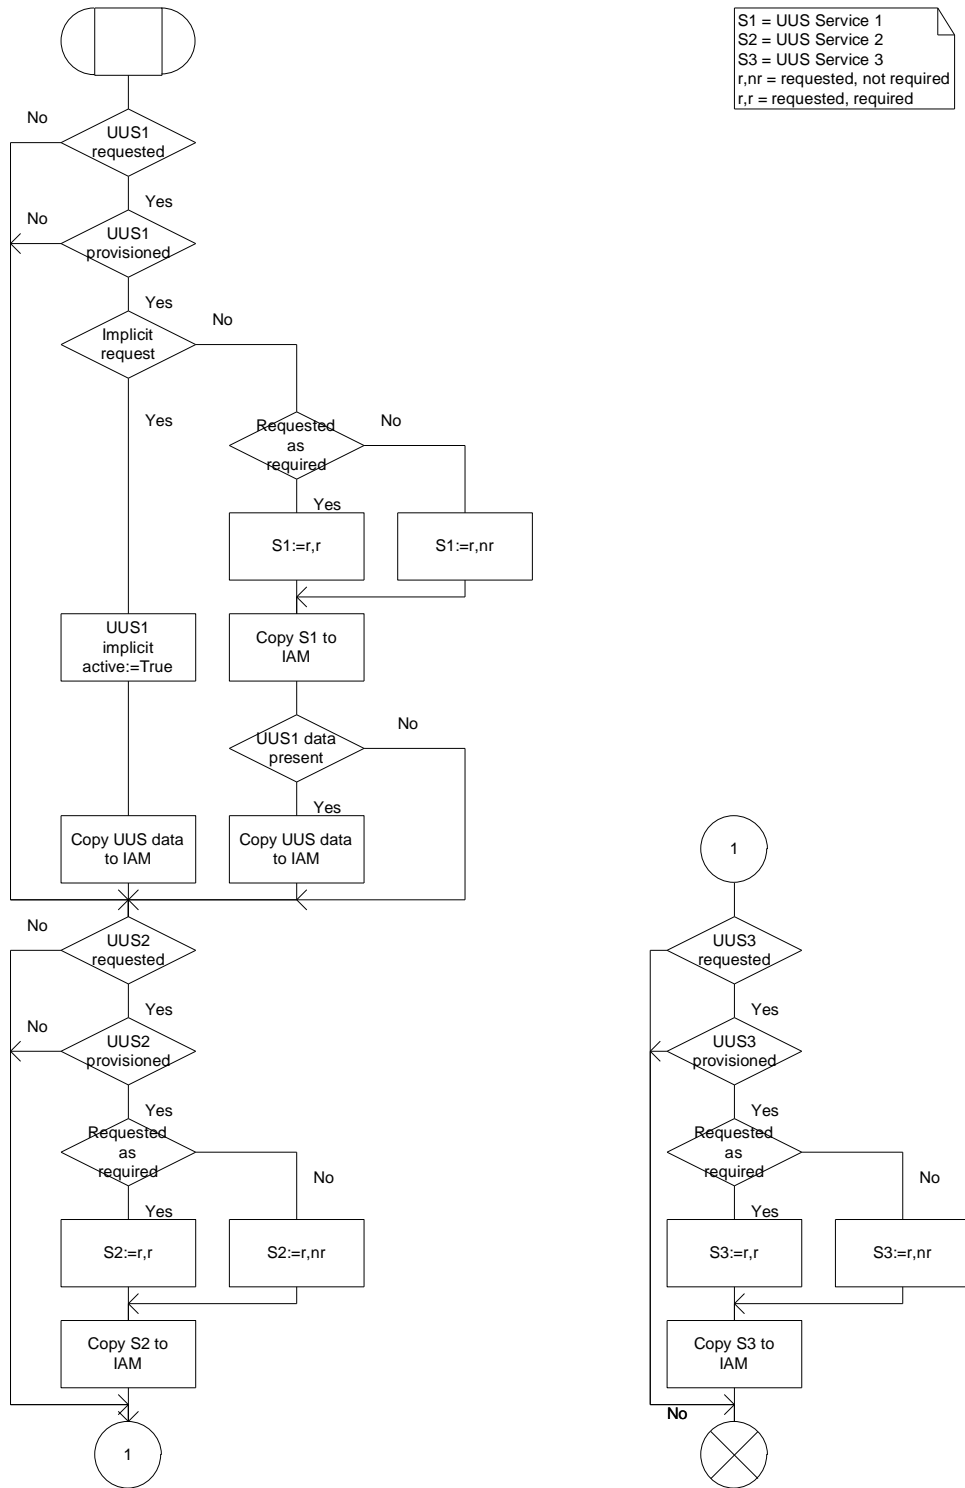 S1 = UUS Service 1
S2 = UUS Service 2
S3 = UUS Service 3
r,nr = requested, not required
r,r = requested, required
No
UUS1
requested
Yes
No
UUS1
provisioned
Yes
No
Implicit
request
Yes
Requested
as
required
No
Yes
S1:=r,r
S1:=r,nr
UUS1
implicit
active:=True
Copy S1 to
IAM
UUS1 data
present
No
Yes
Copy UUS data
to IAM
Copy UUS data
to IAM
No
UUS2
requested
Yes
No
UUS2
provisioned
Yes
Requested
as
required
No
Yes
S2:=r,r
S2:=r,nr
Copy S2 to
IAM
1
1
UUS3
requested
Yes
UUS3
provisioned
Yes
Requested
as
required
No
Yes
S3:=r,r
S3:=r,nr
Copy S3 to
IAM
No